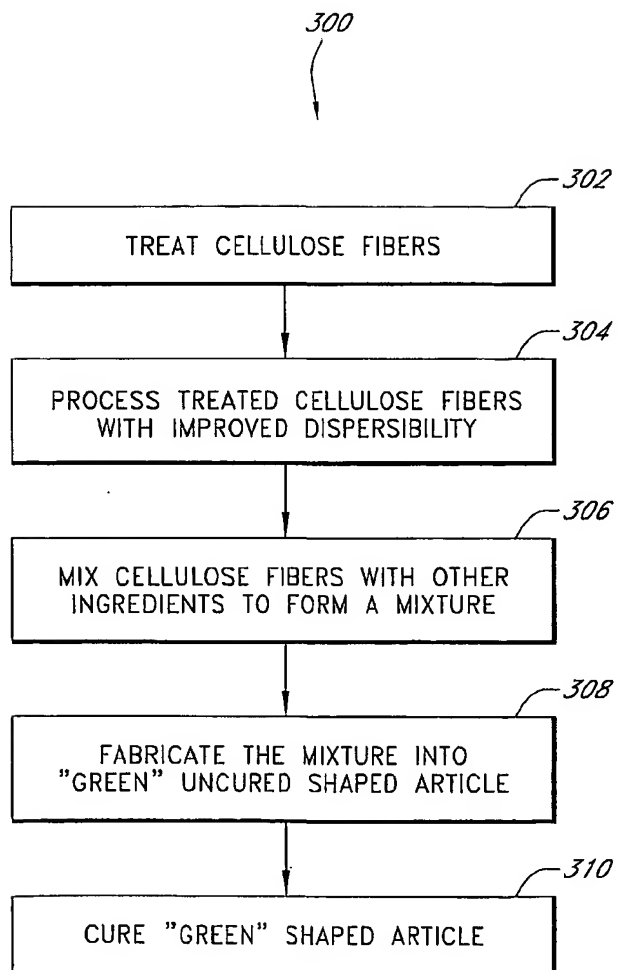 300
302
TREAT CELLULOSE FIBERS
304
PROCESS TREATED CELLULOSE FIBERS
WITH IMPROVED DISPERSIBILITY
306
MIX CELLULOSE FIBERS WITH OTHER
INGREDIENTS TO FORM A MIXTURE
308
FABRICATE THE MIXTURE INTO
"GREEN" UNCURED SHAPED ARTICLE
310
CURE "GREEN" SHAPED ARTICLE